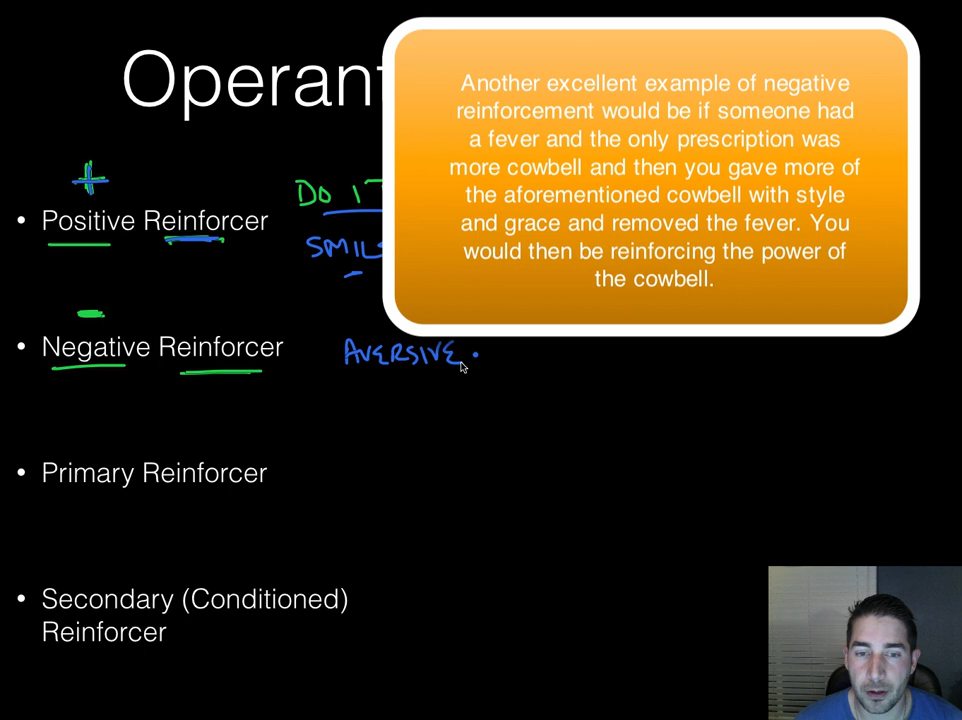 Operant
Another excellent example of negative
reinforcement would be if someone had
a fever and the only prescription was
more cowbell and then you gave more of
the aforementioned cowbell with style
and grace and removed the fever. You
would then be reinforcing the power of
the cowbell.
+
• Positive Reinforcer
DO IT
SMILE
-
• Negative Reinforcer
AVERSIVE
• Primary Reinforcer
• Secondary (Conditioned)
Reinforcer